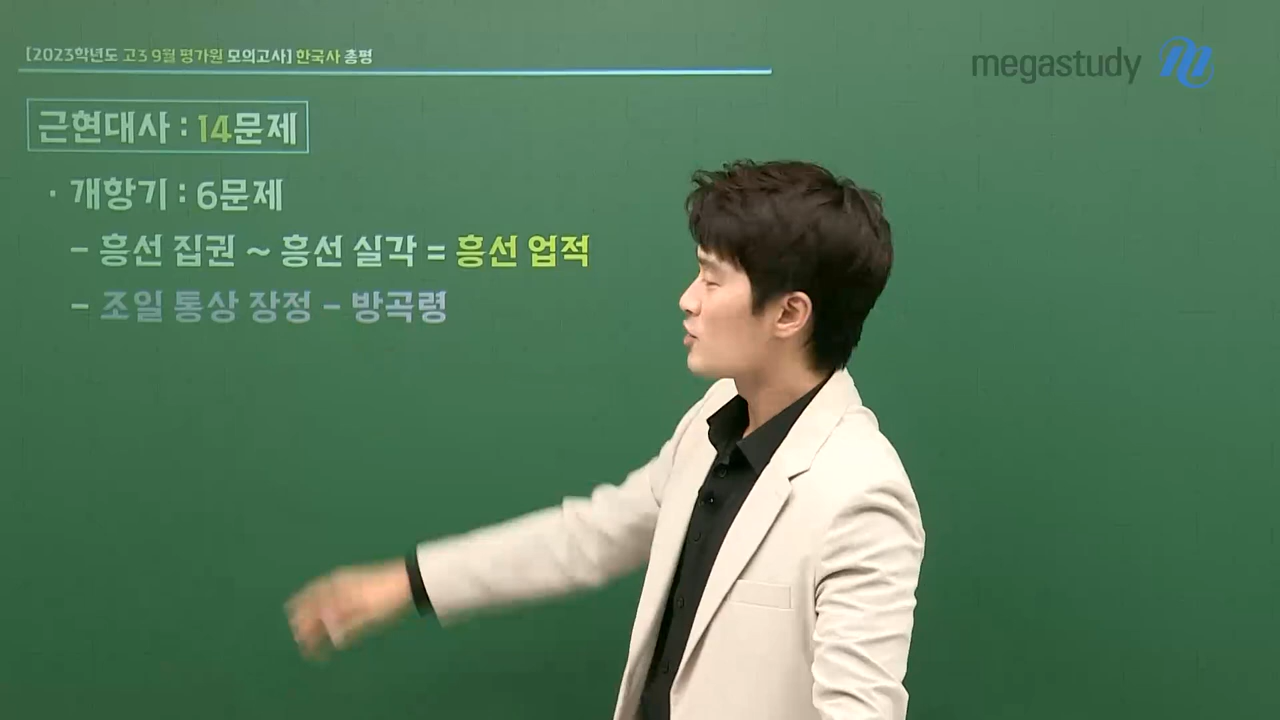 [2023학년도 고3 9월 평가원 모의고사] 한국사 총평
megastudy
근현대사 : 14문제
· 개항기 : 6문제
- 흥선 집권 ~ 흥선 실각 = 흥선 업적
- 조일 통상 장정 - 방곡령